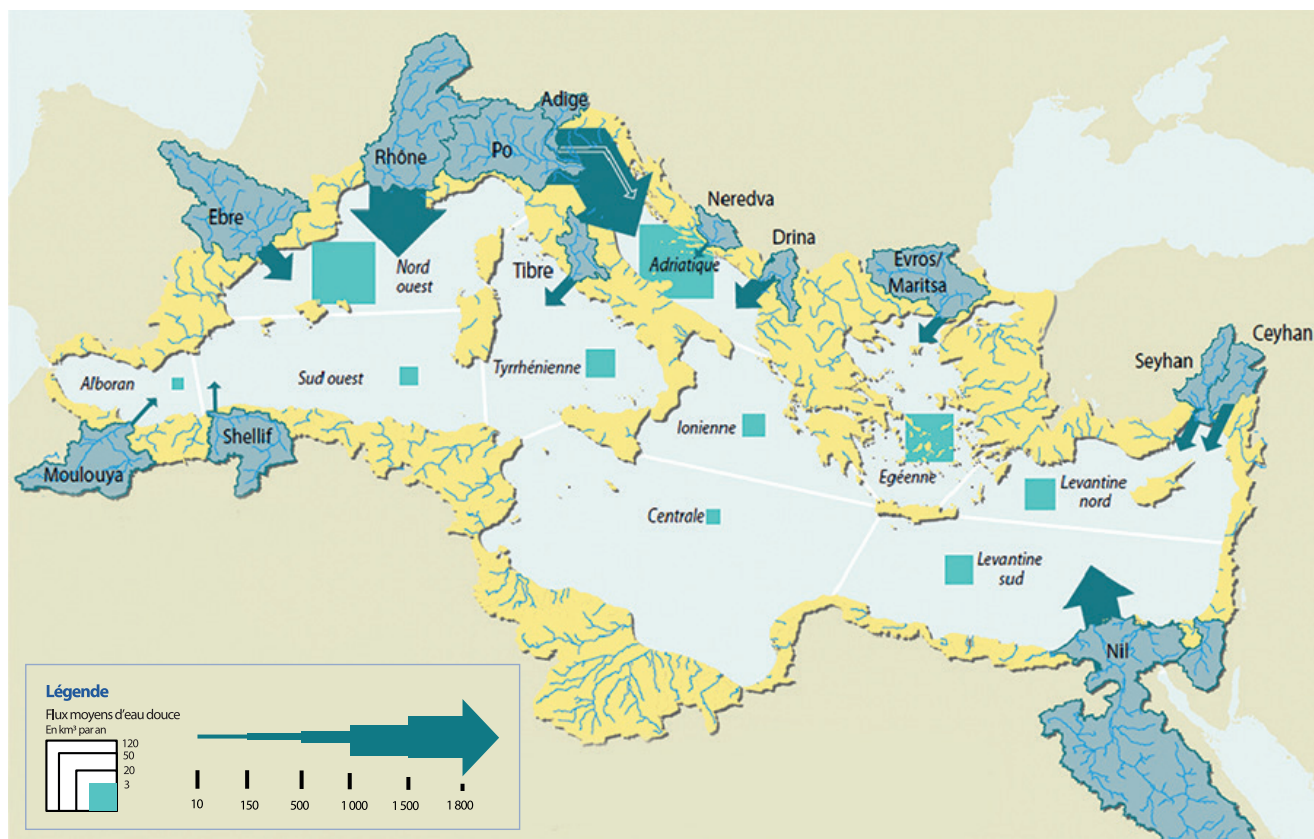 Adige
Rhône
Po
Ebre
Neredva
Drina
Nord
ouest
Tibre
Adriatique
Evros/
Maritsa
Ceyhan
Seyhan
Alboran
Sud ouest
Tyrrhénienne
Ionienne
Shellif
Moulouya
Egéenne
Levantine
nord
Centrale
Levantine
sud
Nil
Légende
Flux moyens d'eau douce
En km³ par an
120
50
20
3
10
150
500
1 000
1 500
1 800